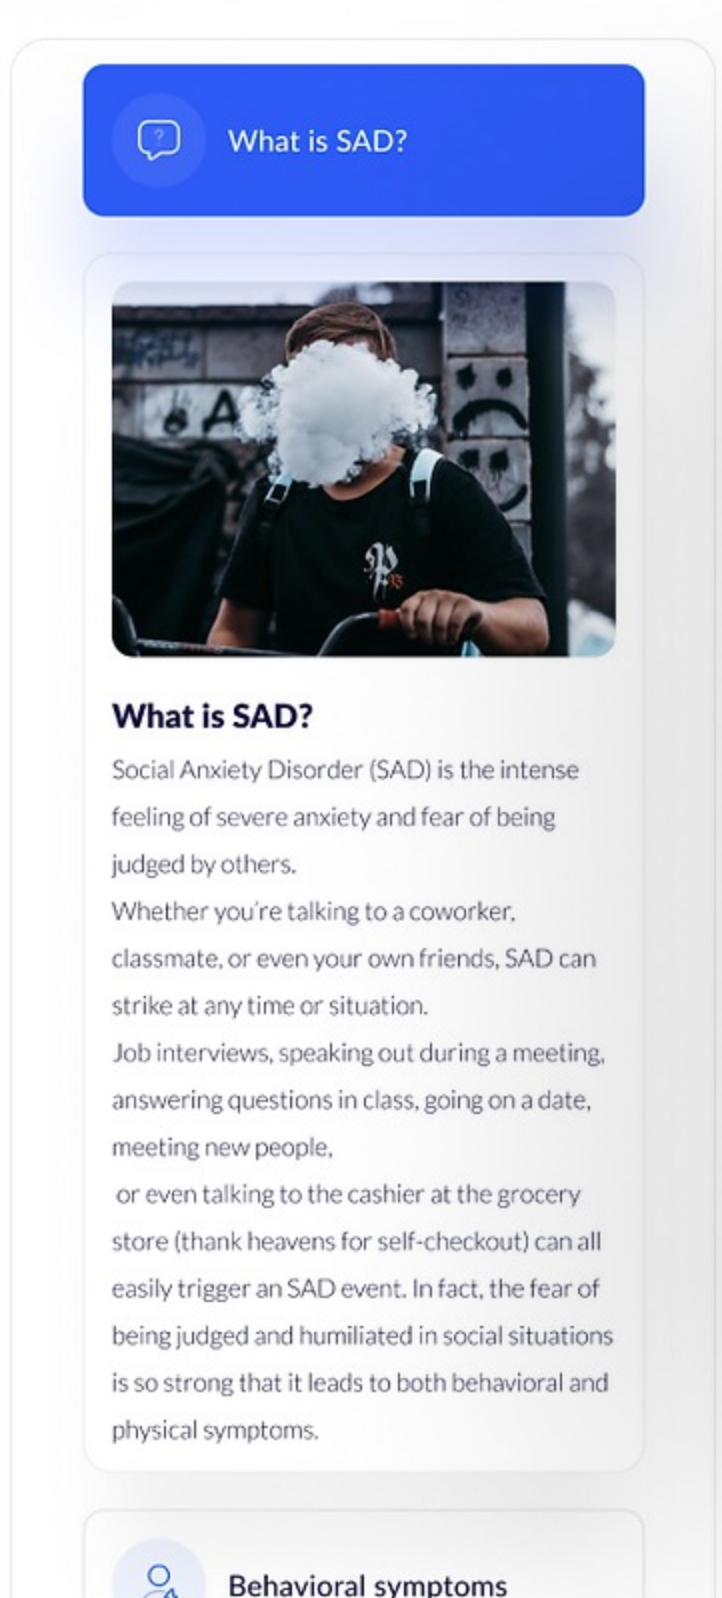 What is SAD?
What is SAD?
Social Anxiety Disorder (SAD) is the intense
feeling of severe anxiety and fear of being
judged by others.
Whether you're talking to a coworker,
classmate, or even your own friends, SAD can
strike at any time or situation.
Job interviews, speaking out during a meeting,
answering questions in class, going on a date,
meeting new people,
or even talking to the cashier at the grocery
store (thank heavens for self-checkout) can all
easily trigger an SAD event. In fact, the fear of
being judged and humiliated in social situations
is so strong that it leads to both behavioral and
physical symptoms.
Behavioral symptoms